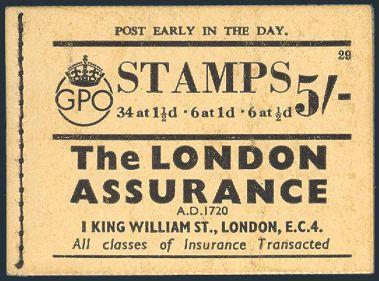 POST EARLY IN THE DAY.
29
GPO
STAMPS 5/-
34 at 1½d · 6 at 1d · 6 at ½d
The LONDON
ASSURANCE
A.D. 1720
1 KING WILLIAM ST., LONDON, E.C.4.
All classes of Insurance Transacted